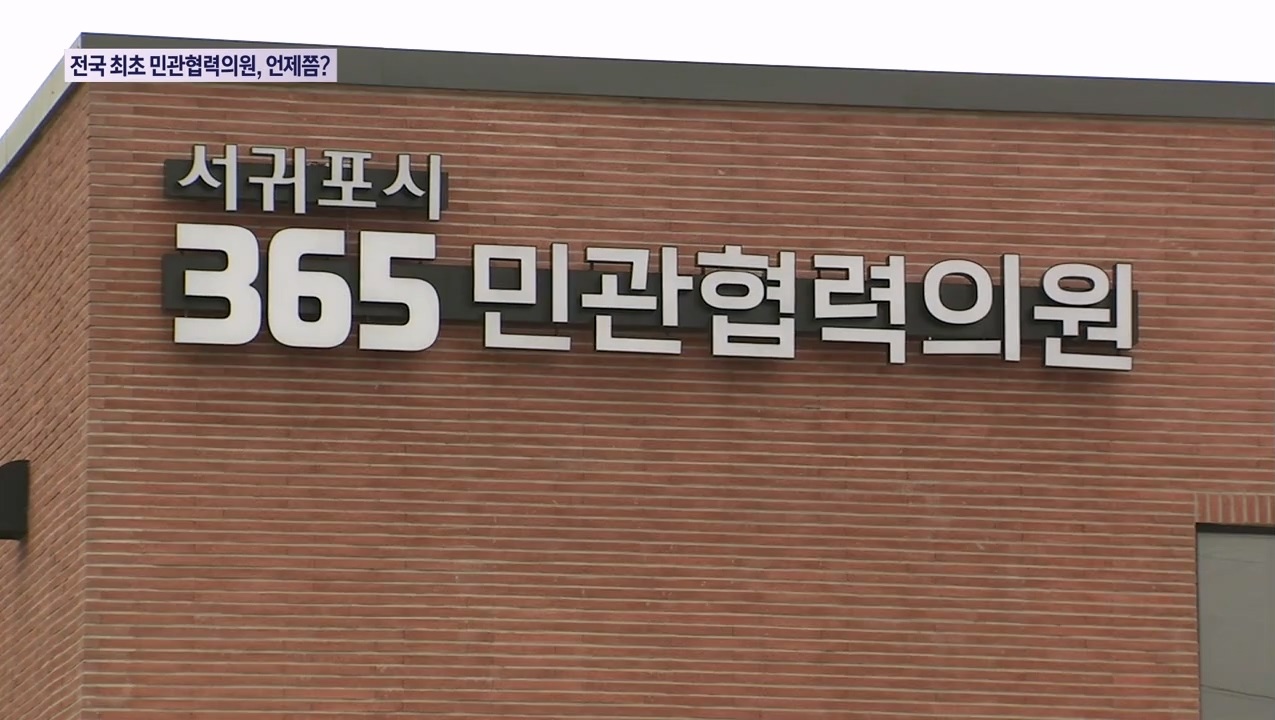 전국 최초 민관협력의원, 언제쯤?
서귀포시
365 민관협력의원